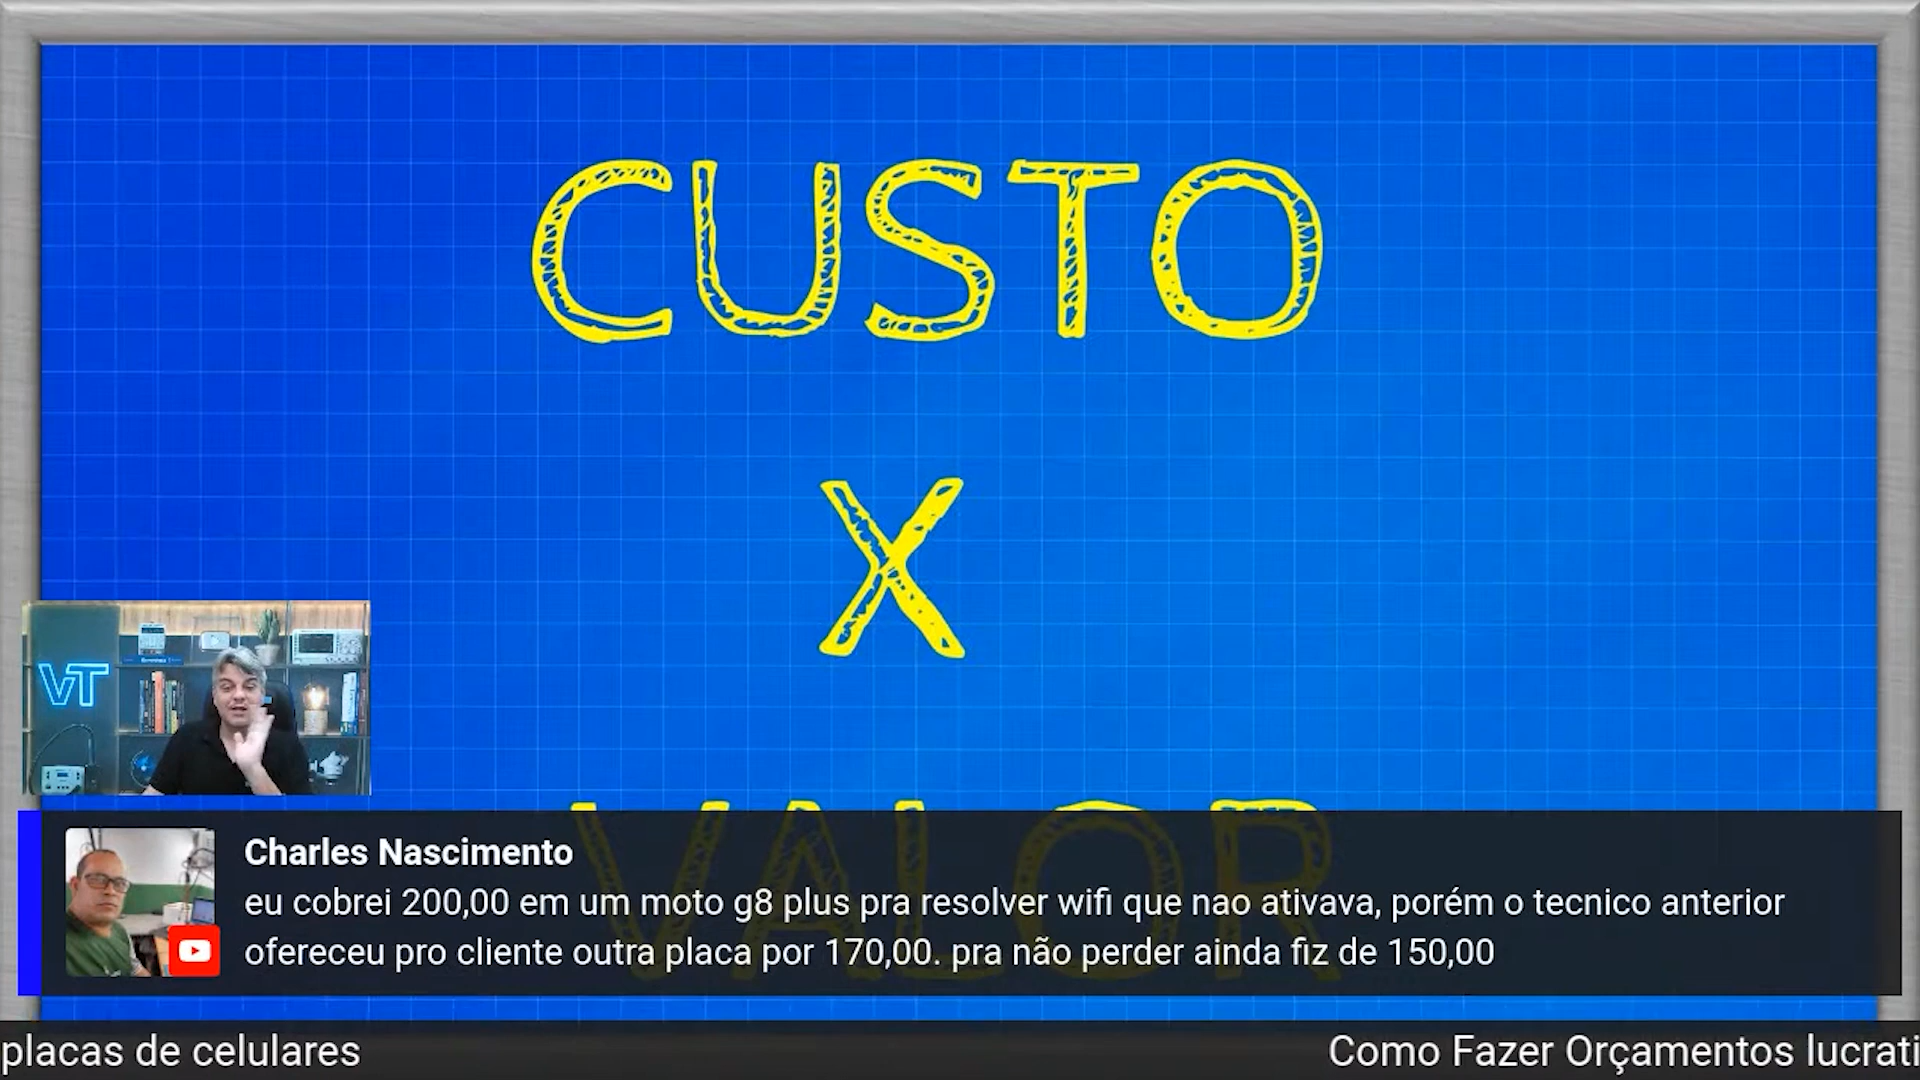 CUSTO
X
VALOR
VT
Charles Nascimento
eu cobrei 200,00 em um moto g8 plus pra resolver wifi que nao ativava, porém o tecnico anterior
ofereceu pro cliente outra placa por 170,00. pra não perder ainda fiz de 150,00
placas de celulares
Como Fazer Orçamentos lucrati